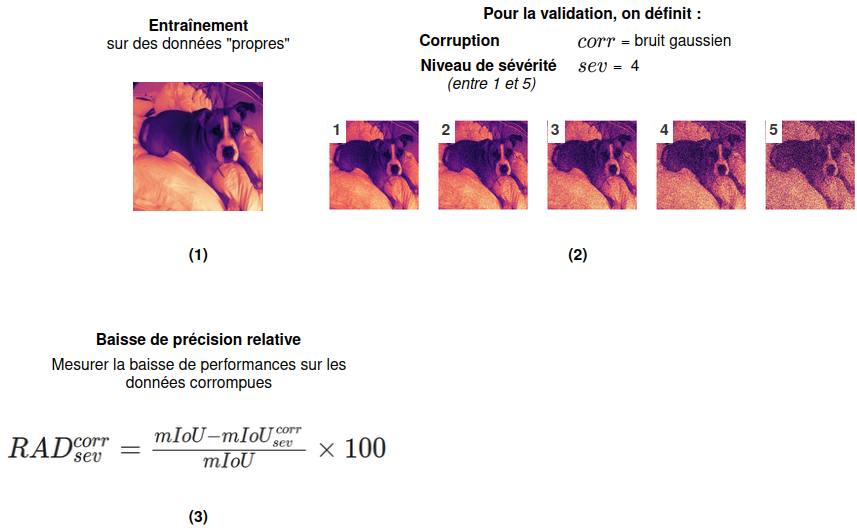 Entraînement
sur des données "propres"
(1)
Pour la validation, on définit :
Corruption corr = bruit gaussien
Niveau de sévérité sev = 4
(entre 1 et 5)
1 2 3 4 5
(2)
Baisse de précision relative
Mesurer la baisse de performances sur les
données corrompues
RAD_{sev}^{corr} = \frac{mIoU - mIoU_{sev}^{corr}}{mIoU} × 100
(3)